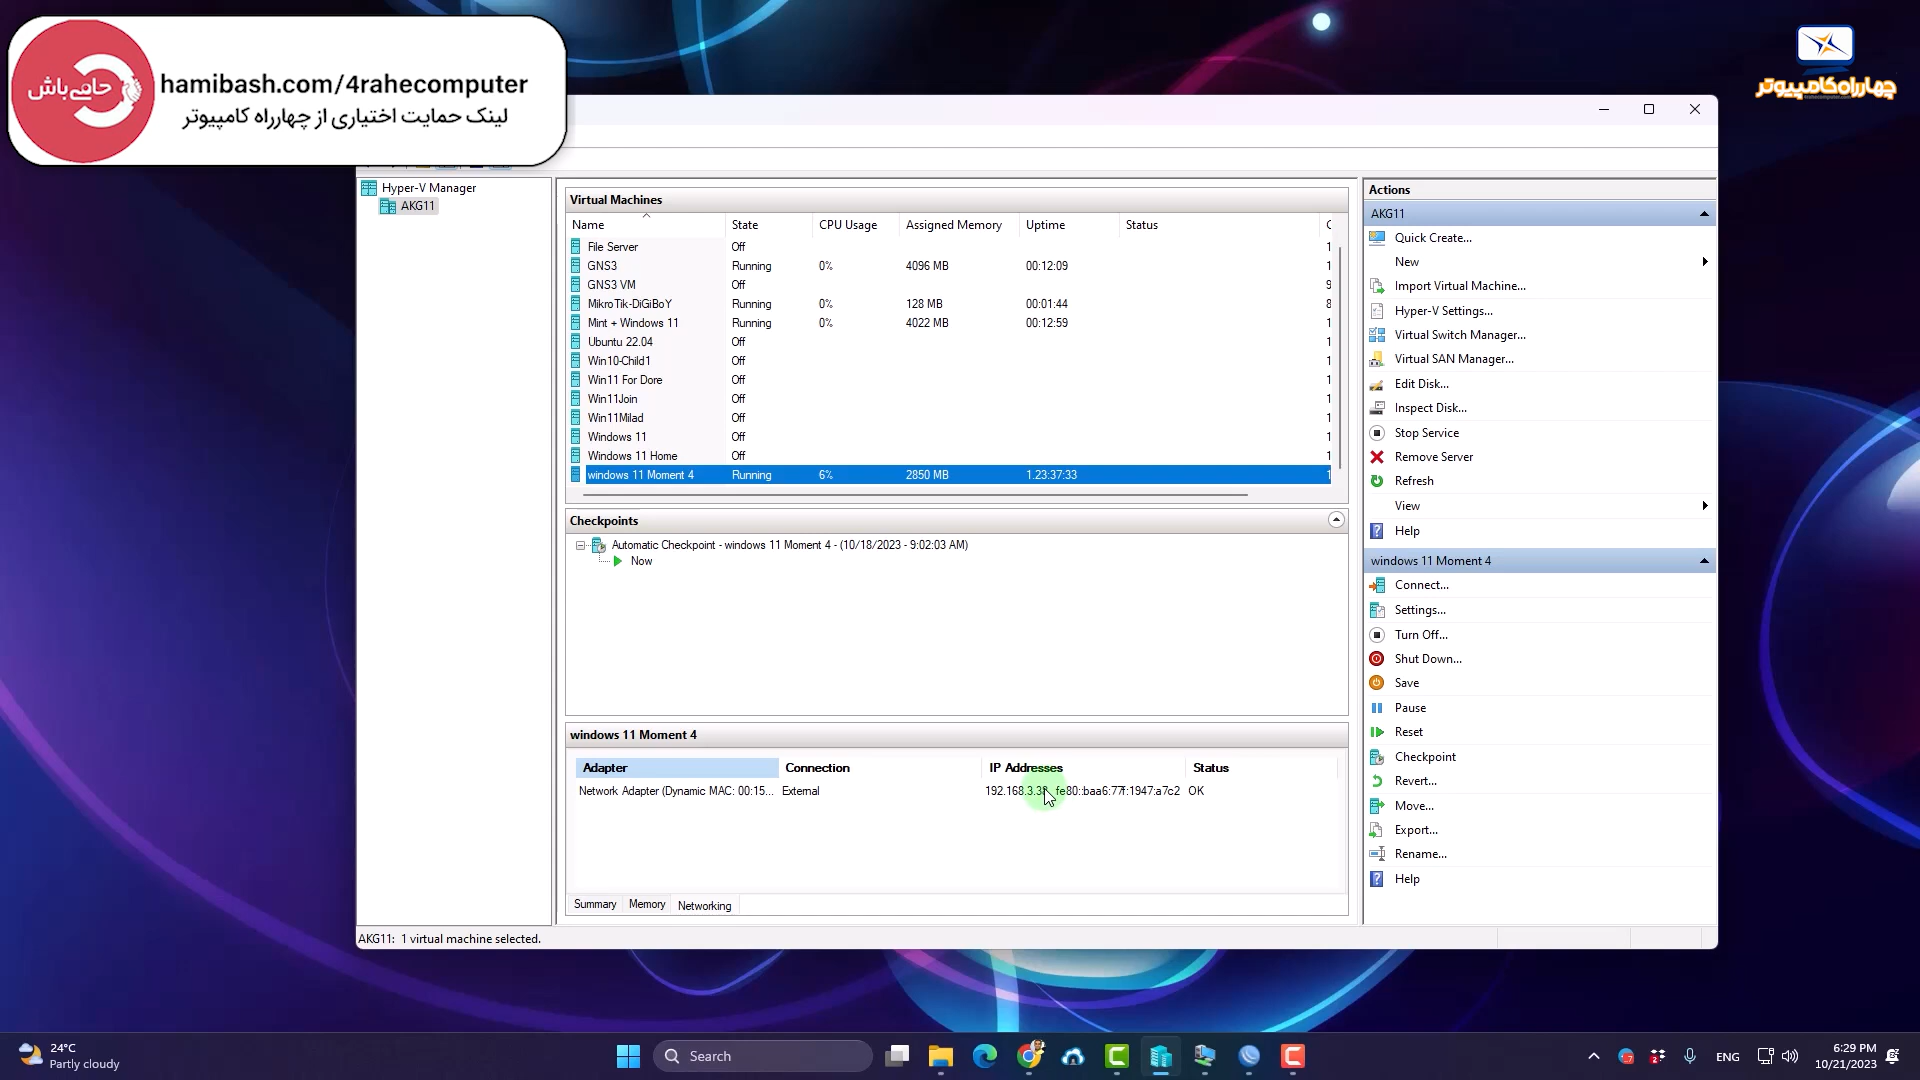 حامی‌باش
hamibash.com/4rahecomputer
لینک حمایت اختیاری از چهارراه کامپیوتر
چهارراه کامپیوتر
Hyper-V Manager
AKG11
Virtual Machines
Name State CPU Usage Assigned Memory Uptime Status
File Server Off
GNS3 Running 0% 4096 MB 00:12:09
GNS3 VM Off
MikroTik-DiGiBoY Running 0% 128 MB 00:01:44
Mint + Windows 11 Running 0% 4022 MB 00:12:59
Ubuntu 22.04 Off
Win10-Child1 Off
Win11 For Dore Off
Win11Join Off
Win11Milad Off
Windows 11 Off
Windows 11 Home Off
windows 11 Moment 4 Running 6% 2850 MB 1.23:37:33
Checkpoints
Automatic Checkpoint - windows 11 Moment 4 - (10/18/2023 - 9:02:03 AM)
Now
windows 11 Moment 4
Adapter Connection IP Addresses Status
Network Adapter (Dynamic MAC: 00:15... External fe80::baa6:77f:1947:a7c2 OK
Summary Memory Networking
AKG11: 1 virtual machine selected.
Actions
AKG11
Quick Create...
New
Import Virtual Machine...
Hyper-V Settings...
Virtual Switch Manager...
Virtual SAN Manager...
Edit Disk...
Inspect Disk...
Stop Service
Remove Server
Refresh
View
Help
windows 11 Moment 4
Connect...
Settings...
Turn Off...
Shut Down...
Save
Pause
Reset
Checkpoint
Revert...
Move...
Export...
Rename...
Help
24°C
Partly cloudy
Search
ENG
6:29 PM
10/21/2023